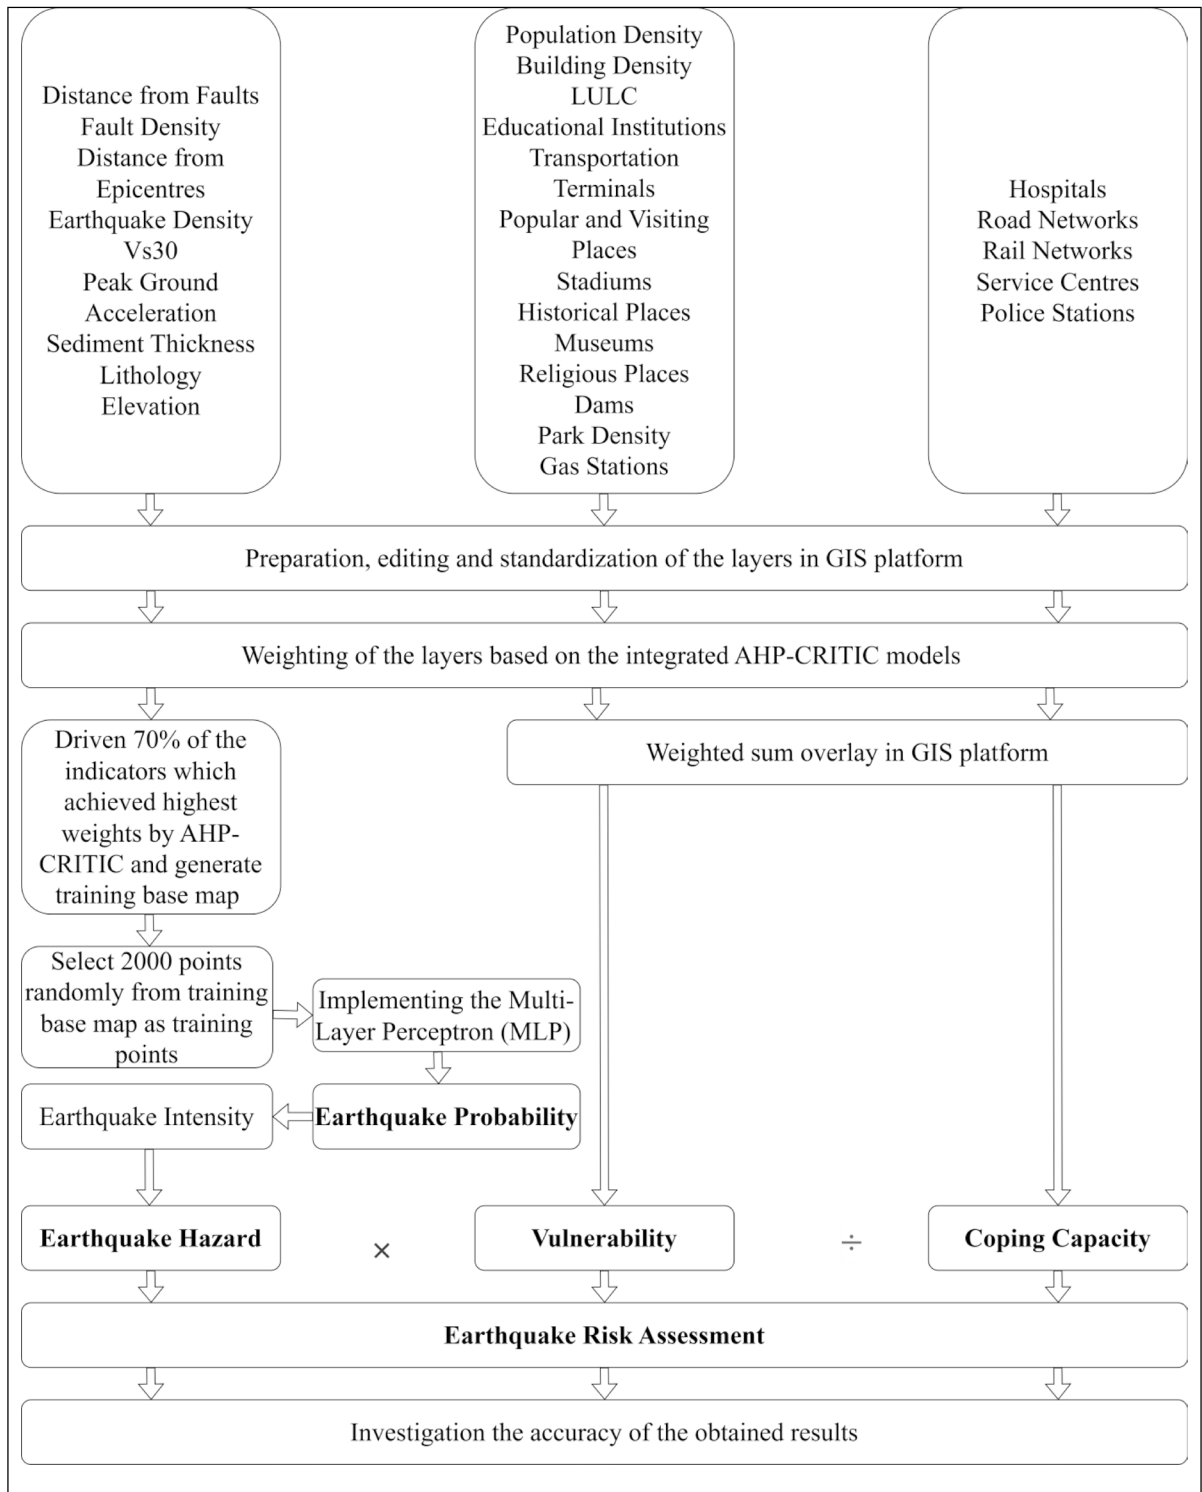 Distance from Faults
Fault Density
Distance from
Epicentres
Earthquake Density
Vs30
Peak Ground
Acceleration
Sediment Thickness
Lithology
Elevation
Population Density
Building Density
LULC
Educational Institutions
Transportation
Terminals
Popular and Visiting
Places
Stadiums
Historical Places
Museums
Religious Places
Dams
Park Density
Gas Stations
Hospitals
Road Networks
Rail Networks
Service Centres
Police Stations
Preparation, editing and standardization of the layers in GIS platform
Weighting of the layers based on the integrated AHP-CRITIC models
Driven 70% of the
indicators which
achieved highest
weights by AHP-
CRITIC and generate
training base map
Weighted sum overlay in GIS platform
Select 2000 points
randomly from training
base map as training
points
Implementing the Multi-
Layer Perceptron (MLP)
Earthquake Probability
Earthquake Intensity
Earthquake Hazard
×
Vulnerability
÷
Coping Capacity
Earthquake Risk Assessment
Investigation the accuracy of the obtained results